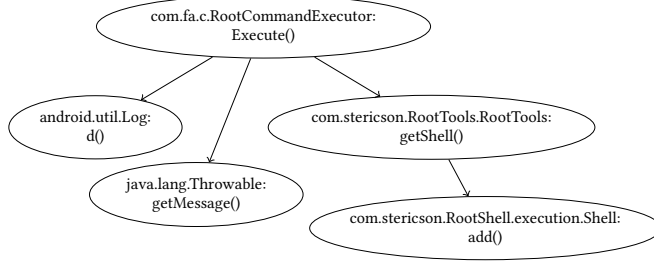 com.fa.c.RootCommandExecutor:
Execute()
android.util.Log:
d()
com.stericson.RootTools.RootTools:
getShell()
java.lang.Throwable:
getMessage()
com.stericson.RootShell.execution.Shell:
add()